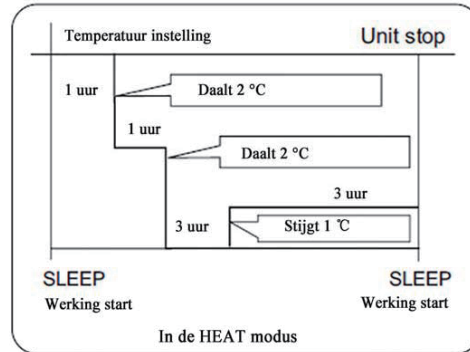 Temperatuur instelling
Unit stop
1 uur
Daalt 2 °C
1 uur
Daalt 2 °C
3 uur
3 uur
Stijgt 1 ℃
SLEEP
SLEEP
Werking start
Werking start
In de HEAT modus